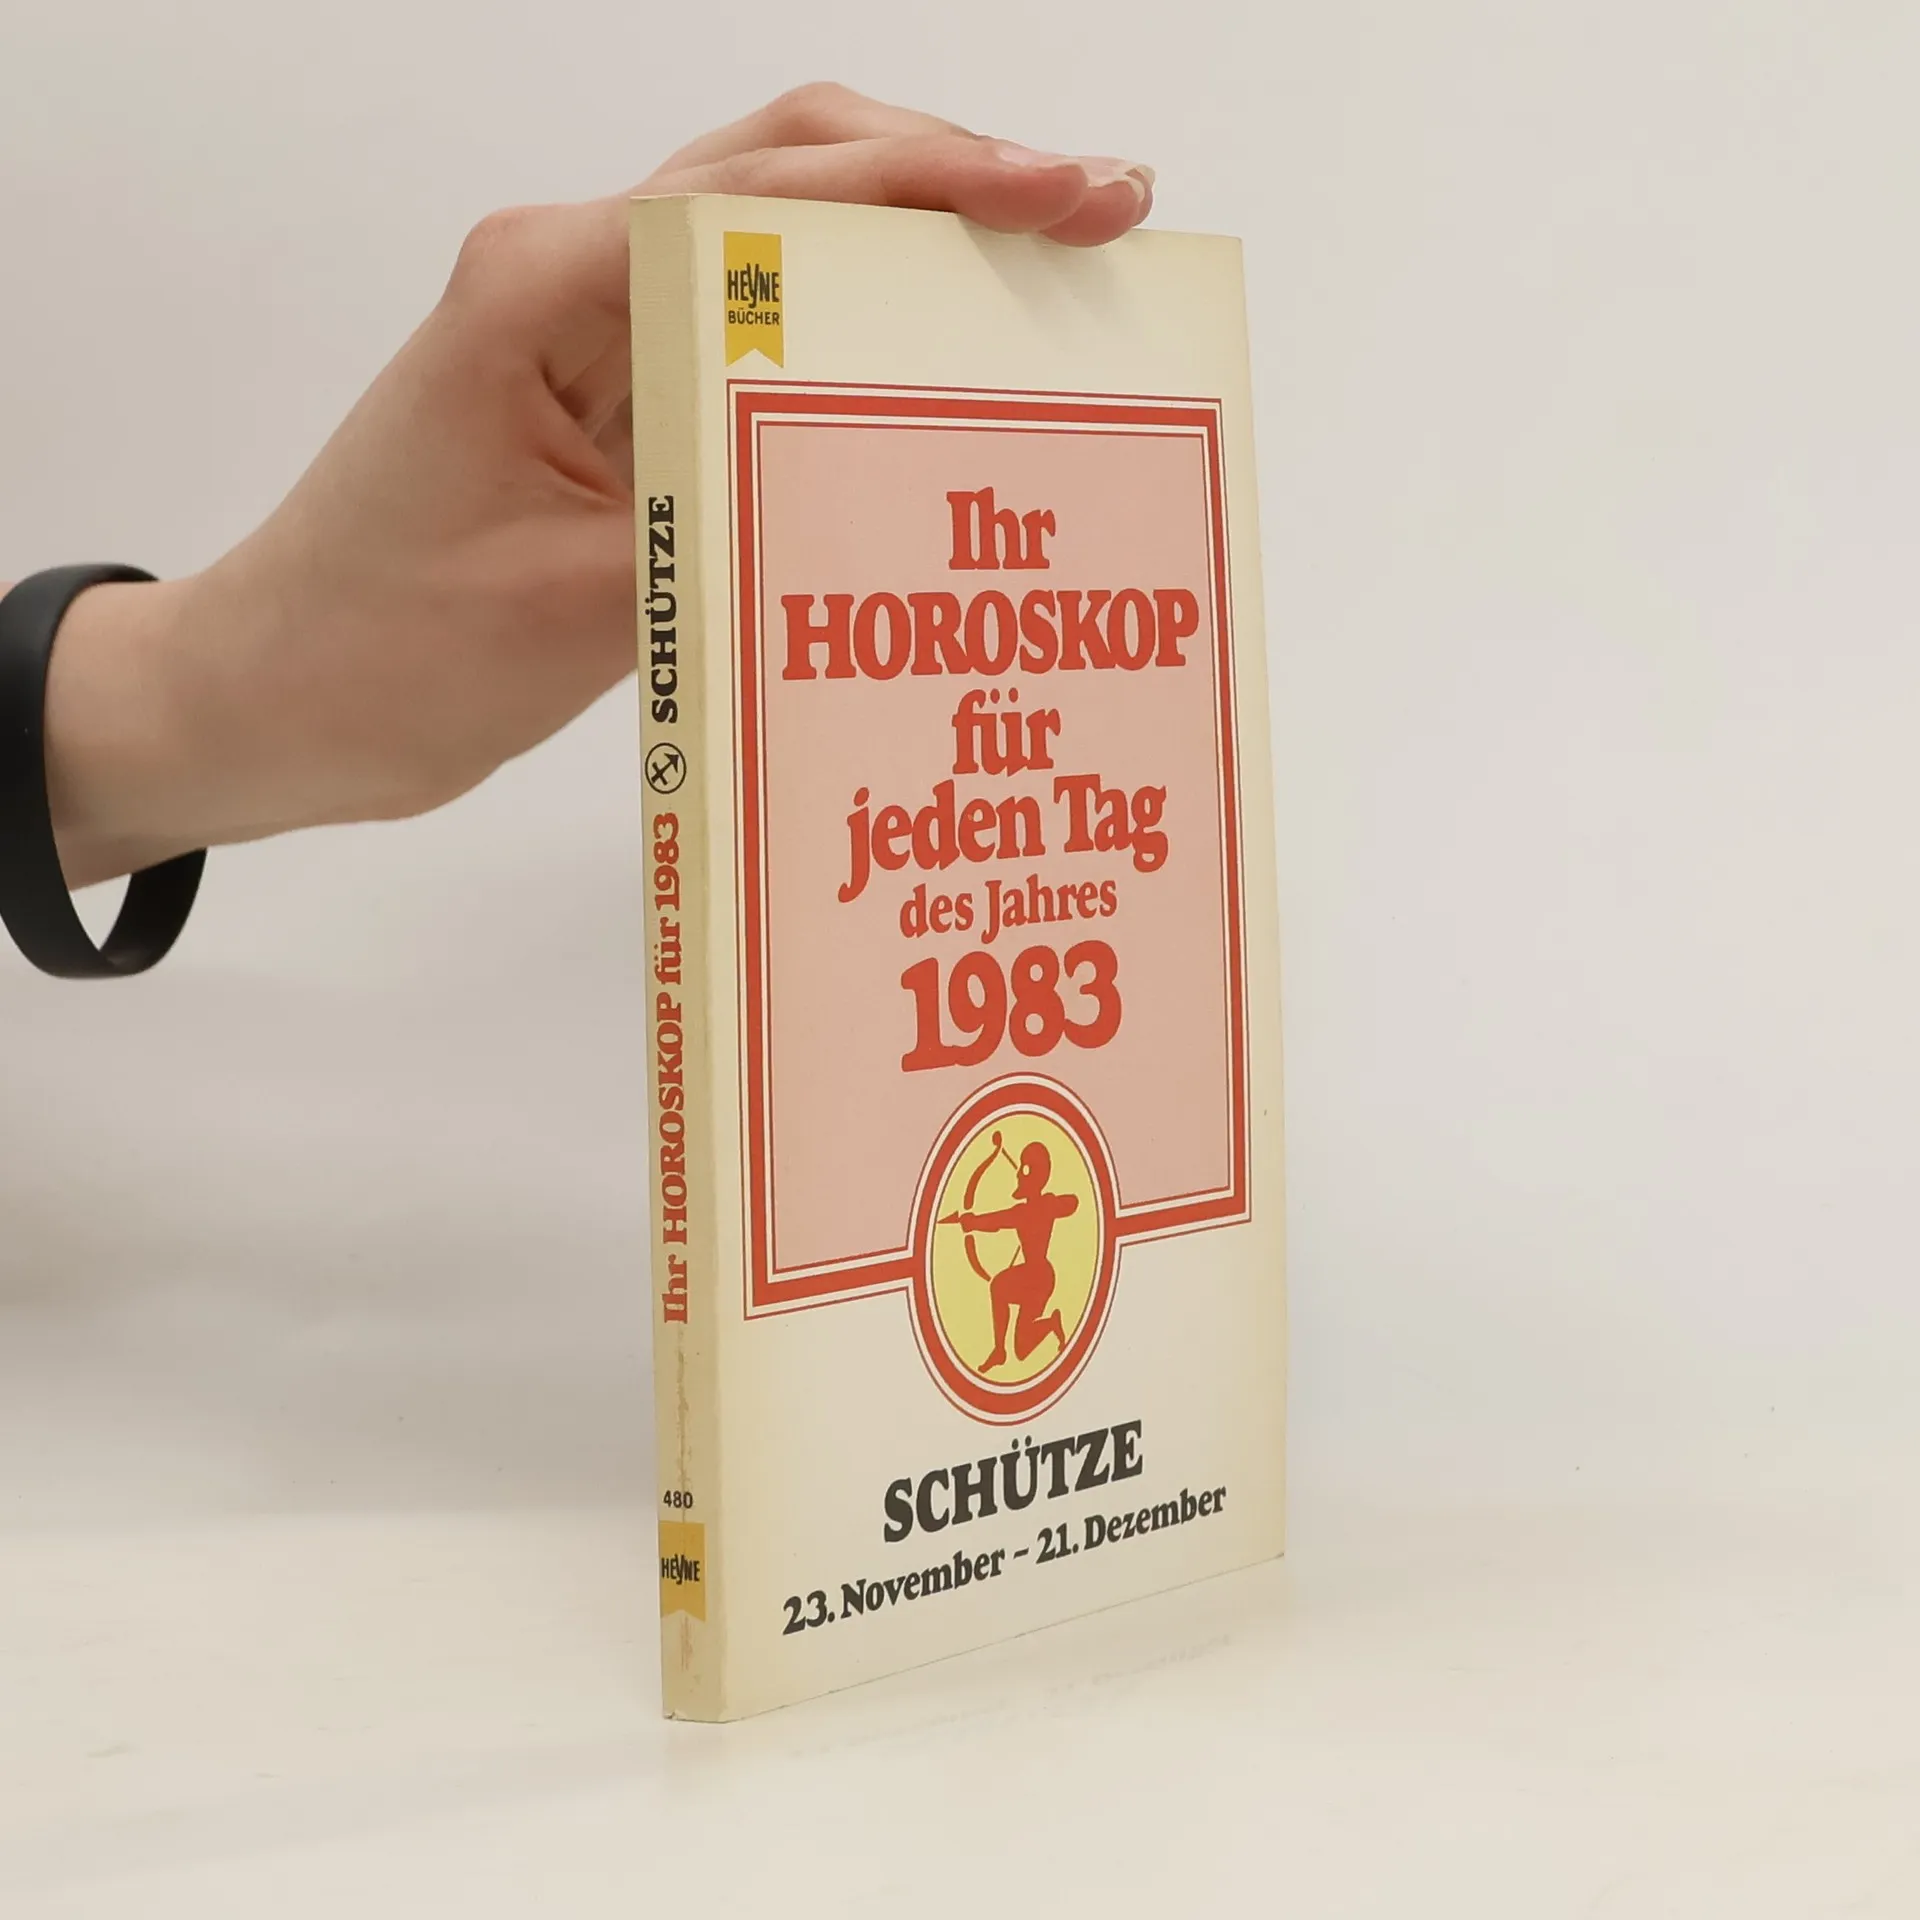 HEYNE
BÜCHER
Ihr
HOROSKOP
für
jeden Tag
des Jahres
1983
SCHÜTZE
23. November – 21. Dezember
Ihr HOROSKOP für 1983 SCHÜTZE
480
HEYNE